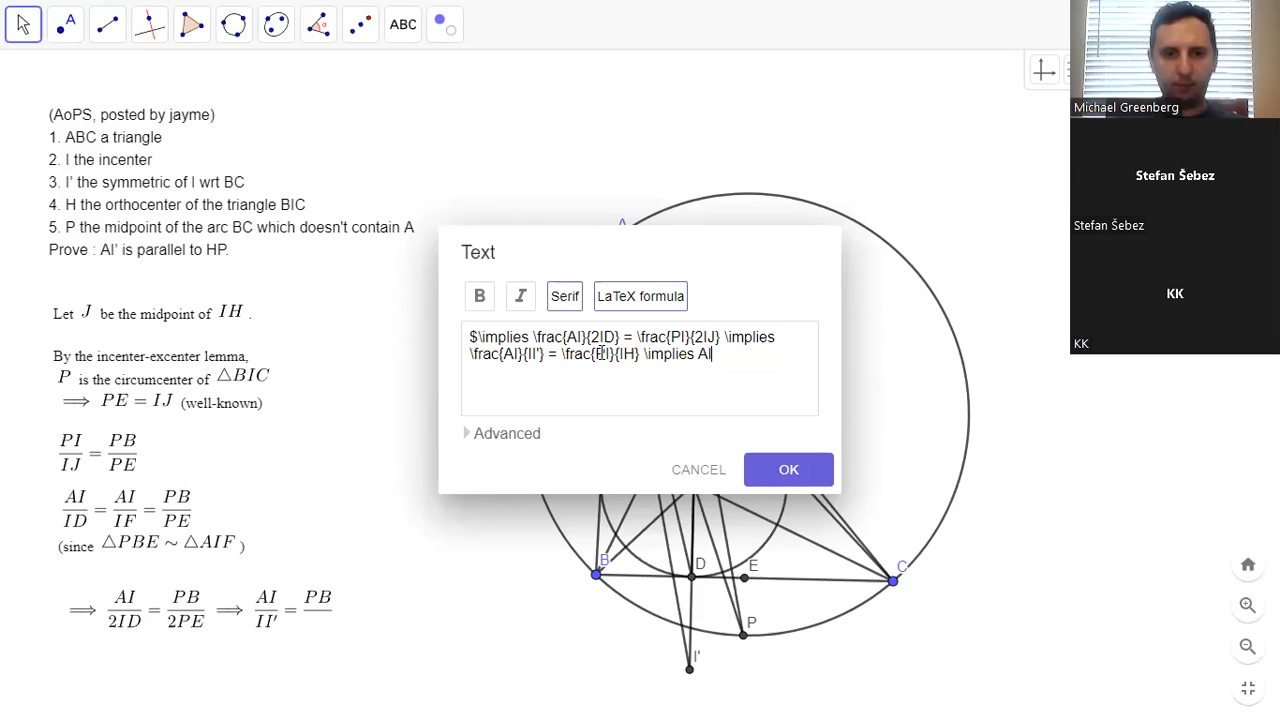 ABC
Michael Greenberg
(AoPS, posted by jayme)
1. ABC a triangle
2. I the incenter
3. I' the symmetric of I wrt BC
4. H the orthocenter of the triangle BIC
5. P the midpoint of the arc BC which doesn't contain A
Prove : AI' is parallel to HP.
Stefan Šebez
Stefan Šebez
KK
KK
A
Text
B I Serif LaTeX formula
$\implies \frac{AI}{2ID} = \frac{PI}{2IJ} \implies
\frac{AI}{II'} = \frac{PI}{IH} \implies AI
Advanced
CANCEL OK
Let J be the midpoint of IH .
By the incenter-excenter lemma,
P is the circumcenter of △BIC
⟹ PE = IJ (well-known)
PI/IJ = PB/PE
AI/ID = AI/IF = PB/PE
(since △PBE ∼ △AIF )
⟹ AI/2ID = PB/2PE ⟹ AI/II′ = PB
B D E C
P
I'